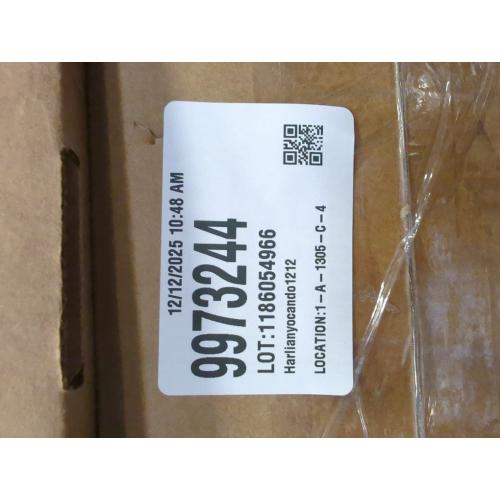 12/12/2025 10:48 AM
9973244
LOT:1186054966
Harlianyocando1212
LOCATION:1-A-1305-C-4